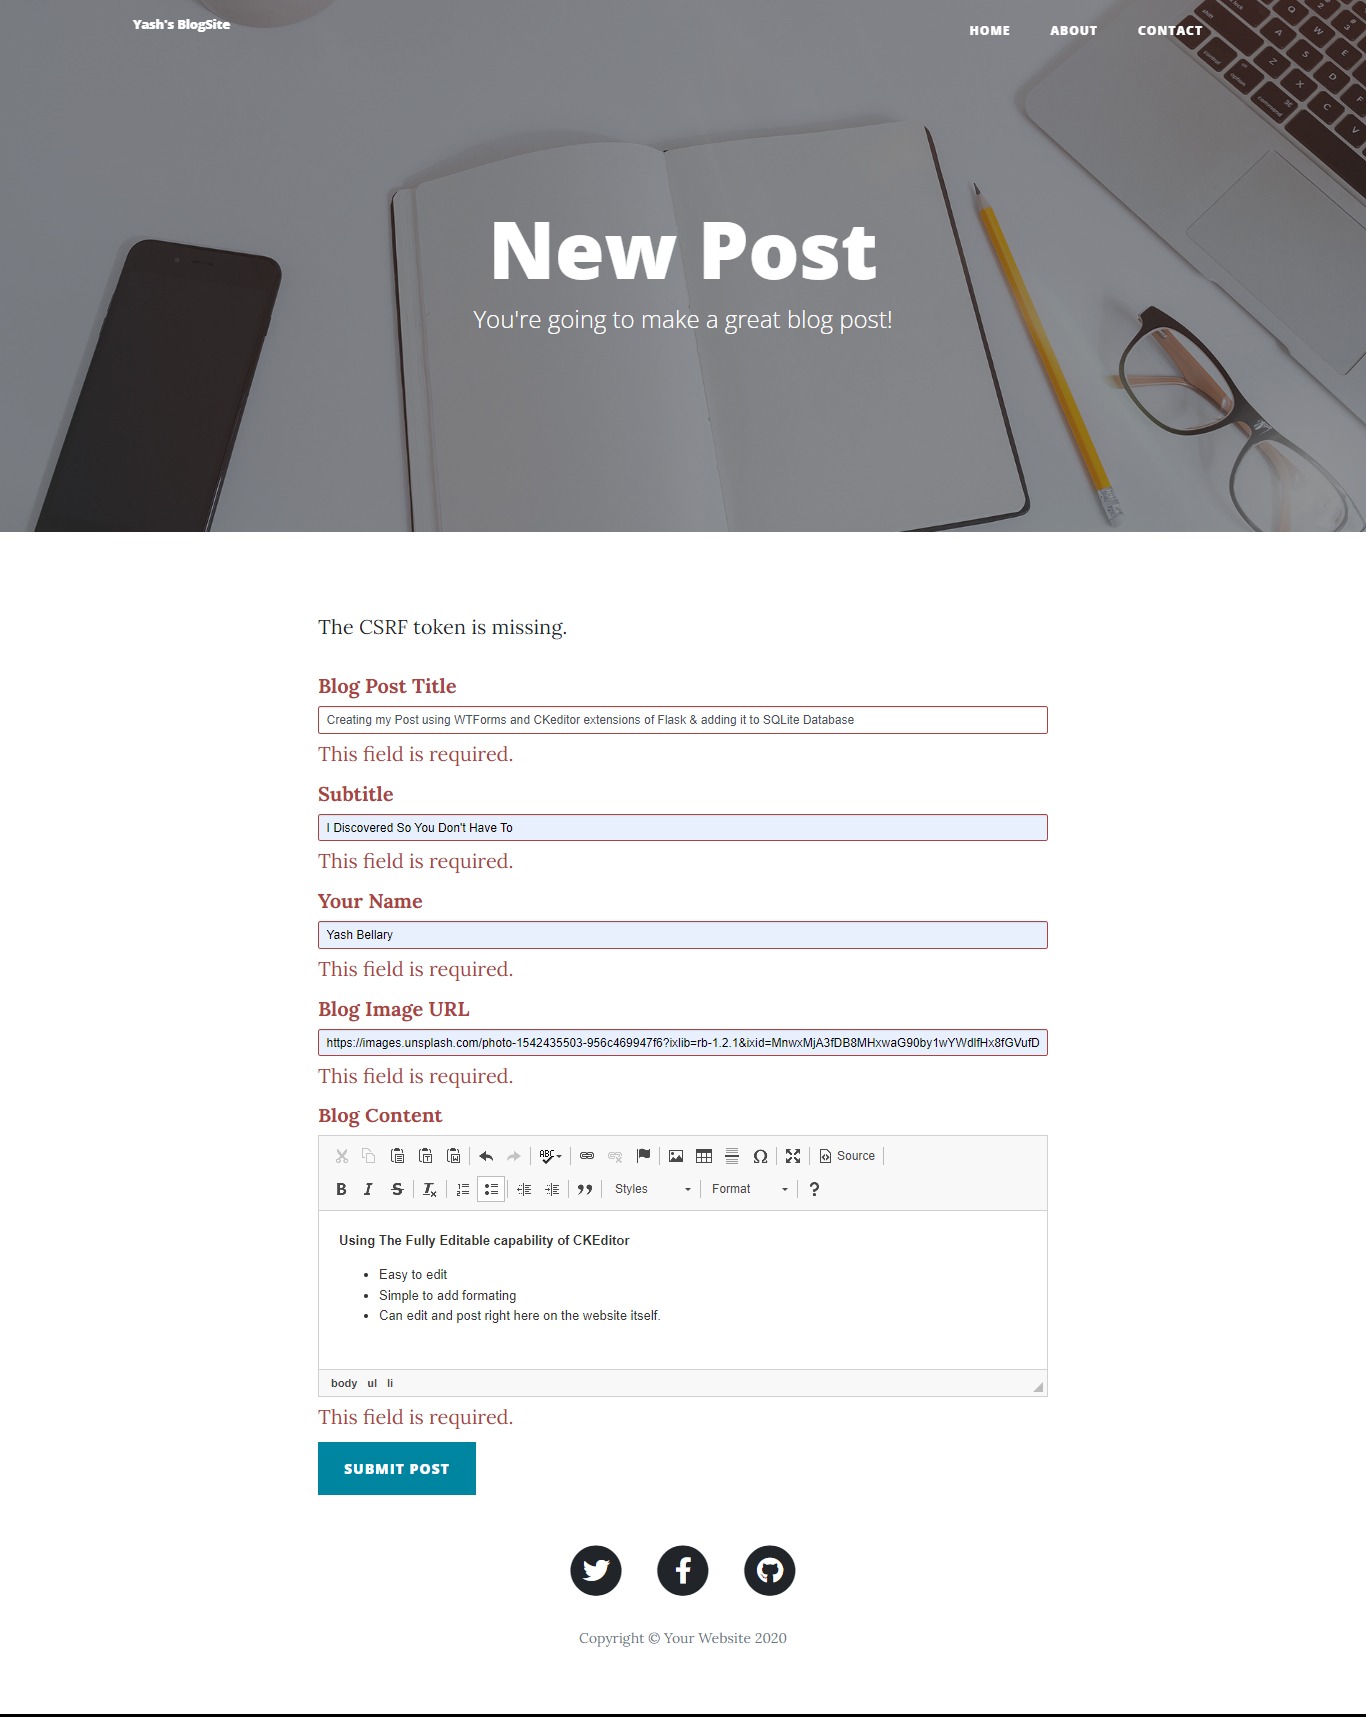 Yash's BlogSite
HOME ABOUT CONTACT
New Post
You're going to make a great blog post!
The CSRF token is missing.
Blog Post Title
Creating my Post using WTForms and CKeditor extensions of Flask & adding it to SQLite Database
This field is required.
Subtitle
I Discovered So You Don't Have To
This field is required.
Your Name
Yash Bellary
This field is required.
Blog Image URL
https://images.unsplash.com/photo-1542435503-956c469947f6?ixlib=rb-1.2.1&ixid=MnwxMjA3fDB8MHxwaG90by1wYWdlfHx8fGVufD
This field is required.
Blog Content
Source
Styles Format
Using The Fully Editable capability of CKEditor
Easy to edit
Simple to add formating
Can edit and post right here on the website itself.
body ul li
This field is required.
SUBMIT POST
Copyright © Your Website 2020